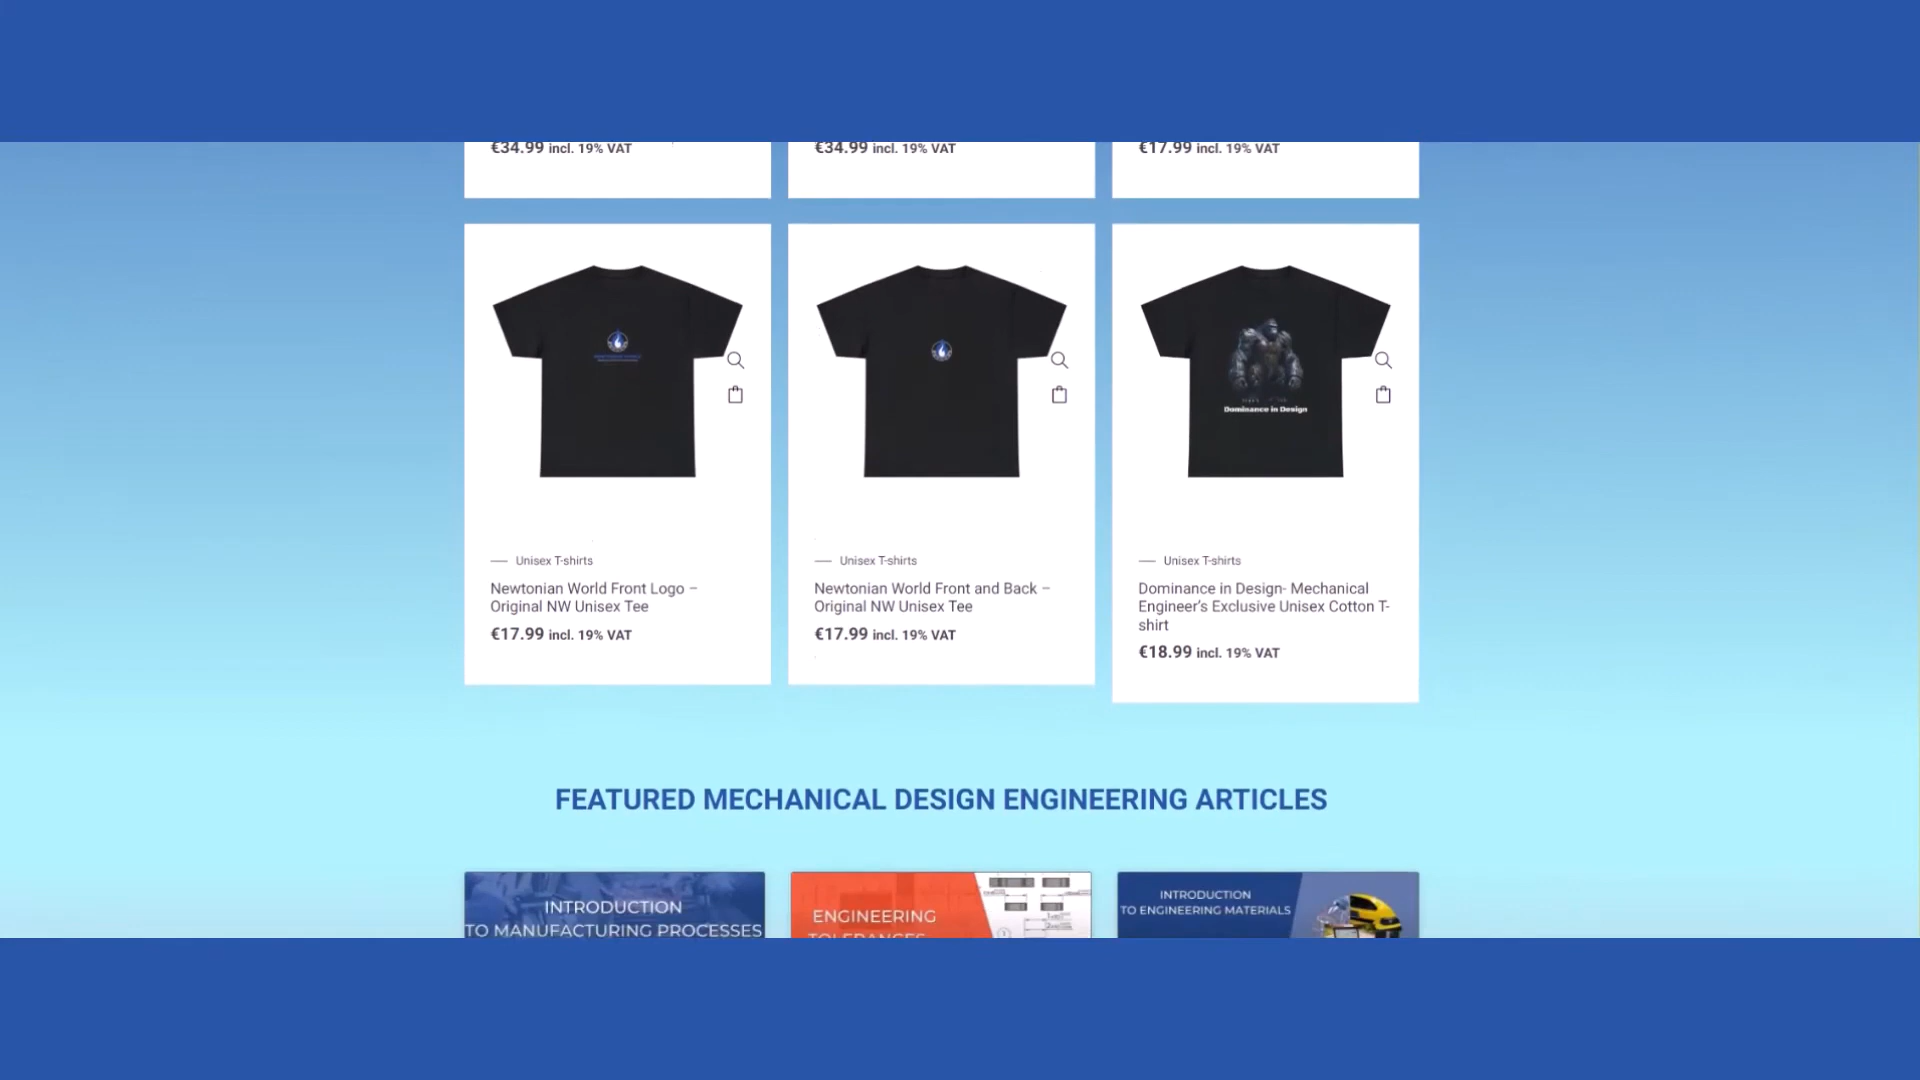 €34.99 incl. 19% VAT
€34.99 incl. 19% VAT
€17.99 incl. 19% VAT
Dominance in Design
— Unisex T-shirts
Newtonian World Front Logo –
Original NW Unisex Tee
€17.99 incl. 19% VAT
— Unisex T-shirts
Newtonian World Front and Back –
Original NW Unisex Tee
€17.99 incl. 19% VAT
— Unisex T-shirts
Dominance in Design- Mechanical
Engineer’s Exclusive Unisex Cotton T-
shirt
€18.99 incl. 19% VAT
FEATURED MECHANICAL DESIGN ENGINEERING ARTICLES
INTRODUCTION
TO MANUFACTURING PROCESSES
ENGINEERING
TOLERANCES
INTRODUCTION
TO ENGINEERING MATERIALS